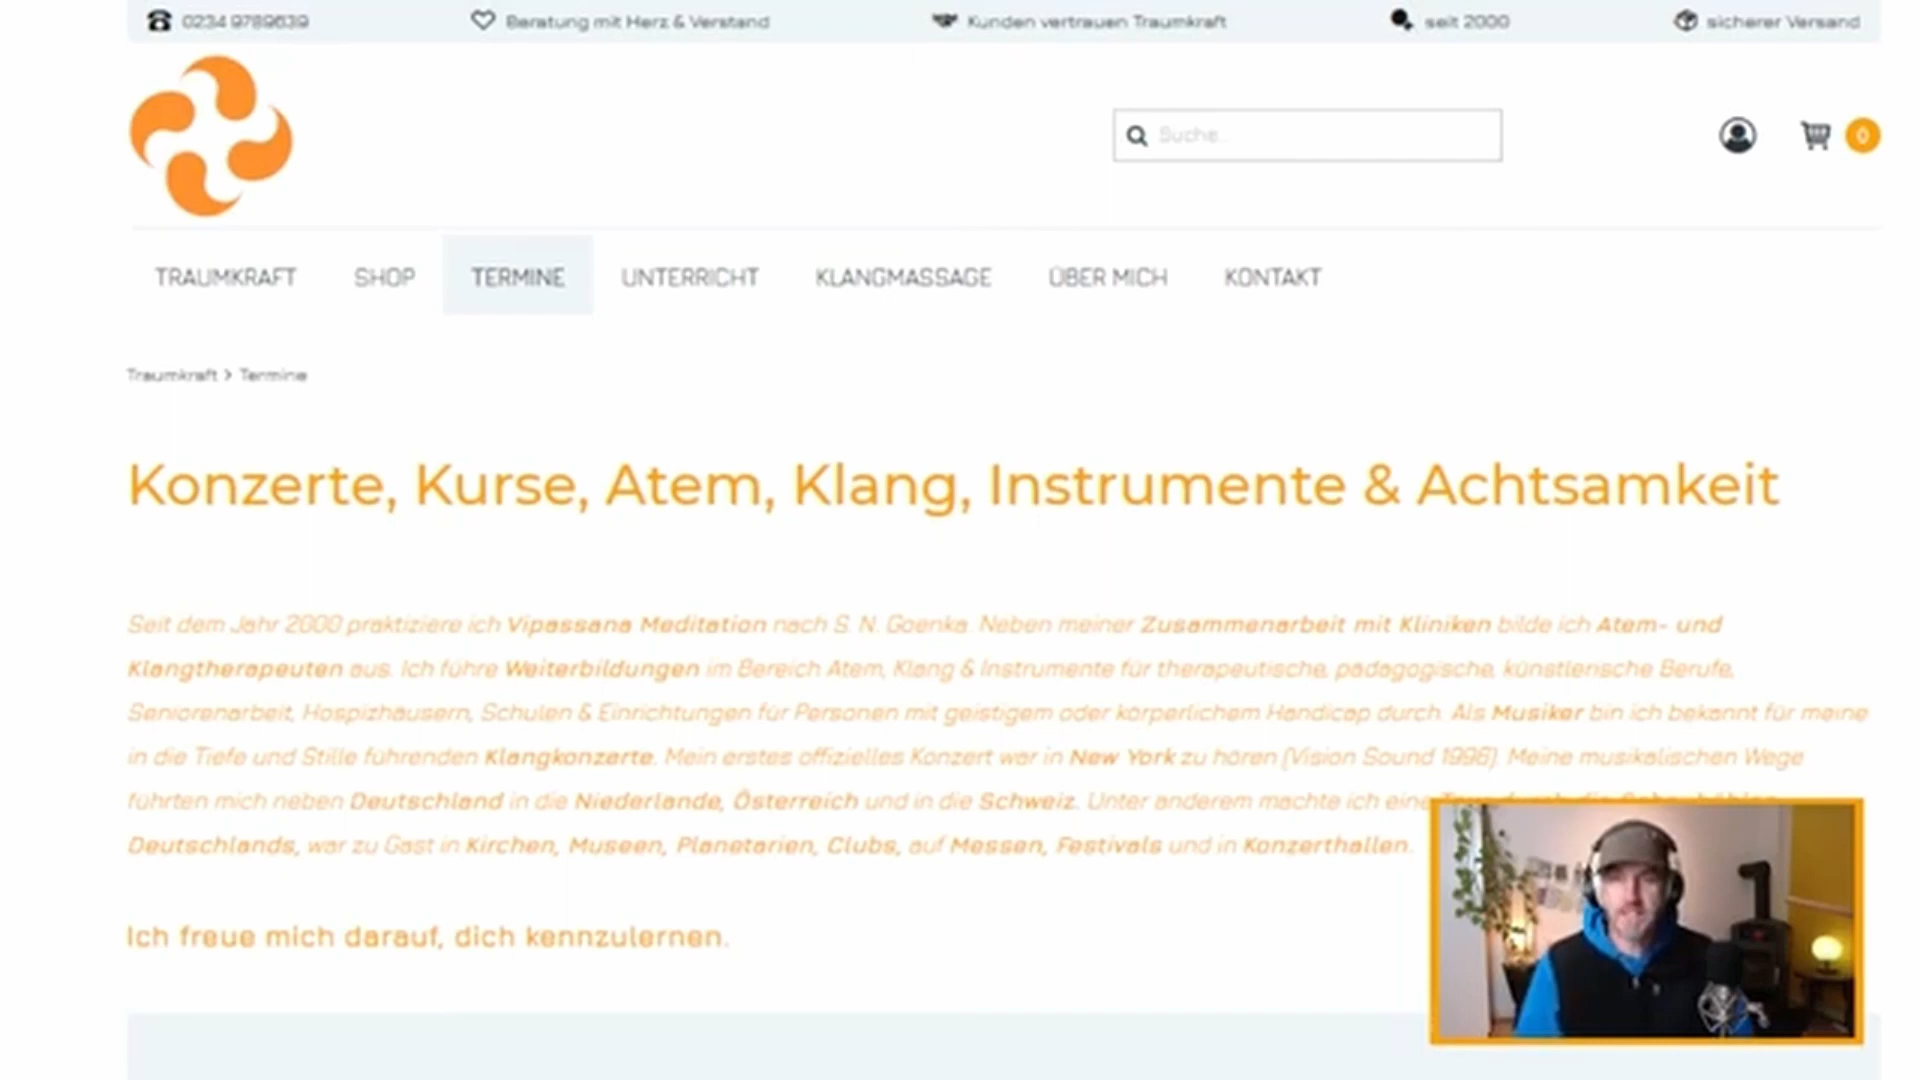 0234 9789639
Beratung mit Herz & Verstand
Kunden vertrauen Traumkraft
seit 2000
sicherer Versand
Suche...
0
TRAUMKRAFT
SHOP
TERMINE
UNTERRICHT
KLANGMASSAGE
ÜBER MICH
KONTAKT
Traumkraft > Termine
Konzerte, Kurse, Atem, Klang, Instrumente & Achtsamkeit
Seit dem Jahr 2000 praktiziere ich Vipassana Meditation nach S. N. Goenka. Neben meiner Zusammenarbeit mit Kliniken bilde ich Atem- und
Klangtherapeuten aus. Ich führe Weiterbildungen im Bereich Atem, Klang & Instrumente für therapeutische, pädagogische, künstlerische Berufe,
Seniorenarbeit, Hospizhäusern, Schulen & Einrichtungen für Personen mit geistigem oder körperlichem Handicap durch. Als Musiker bin ich bekannt für meine
in die Tiefe und Stille führenden Klangkonzerte. Mein erstes offizielles Konzert war in New York zu hören (Vision Sound 1996). Meine musikalischen Wege
führten mich neben Deutschland in die Niederlande, Österreich und in die Schweiz. Unter anderem machte ich eine
Deutschlands, war zu Gast in Kirchen, Museen, Planetarien, Clubs, auf Messen, Festivals und in Konzerthallen.
Ich freue mich darauf, dich kennzulernen.